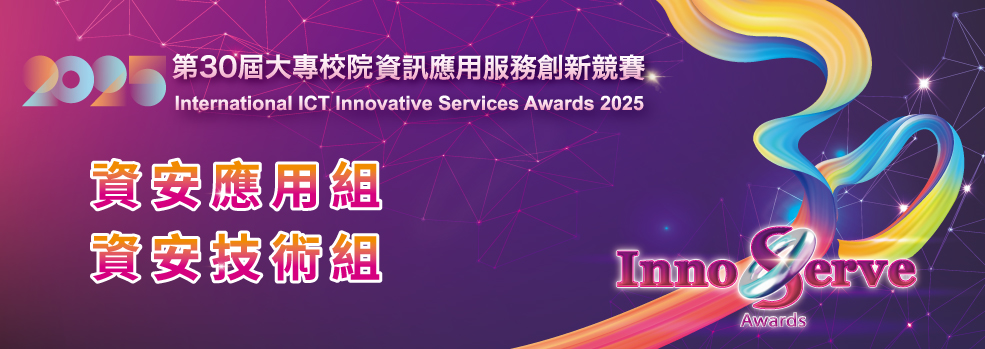 2025 第30屆大專校院資訊應用服務創新競賽
International ICT Innovative Services Awards 2025
資安應用組
資安技術組
InnoServe
Awards